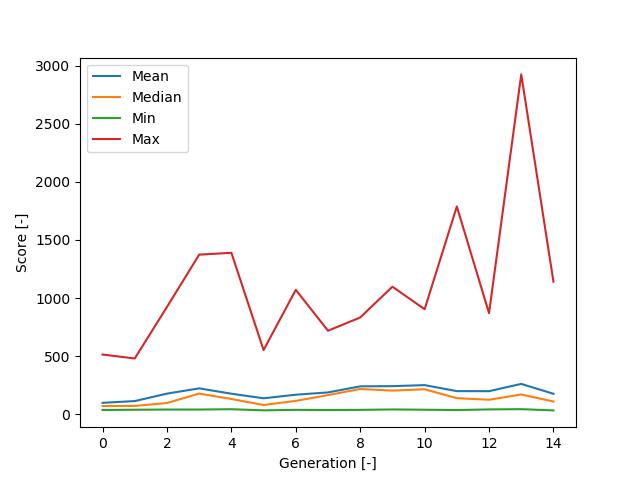 3000
2500
2000
1500
1000
500
0
Score [-]
Mean
Median
Min
Max
0 2 4 6 8 10 12 14
Generation [-]